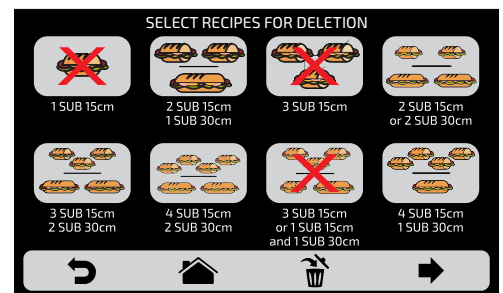 SELECT RECIPES FOR DELETION
1 SUB 15cm
2 SUB 15cm
1 SUB 30cm
3 SUB 15cm
2 SUB 15cm
or 2 SUB 30cm
3 SUB 15cm
2 SUB 30cm
4 SUB 15cm
2 SUB 30cm
3 SUB 15cm
or 1 SUB 15cm
and 1 SUB 30cm
4 SUB 15cm
1 SUB 30cm